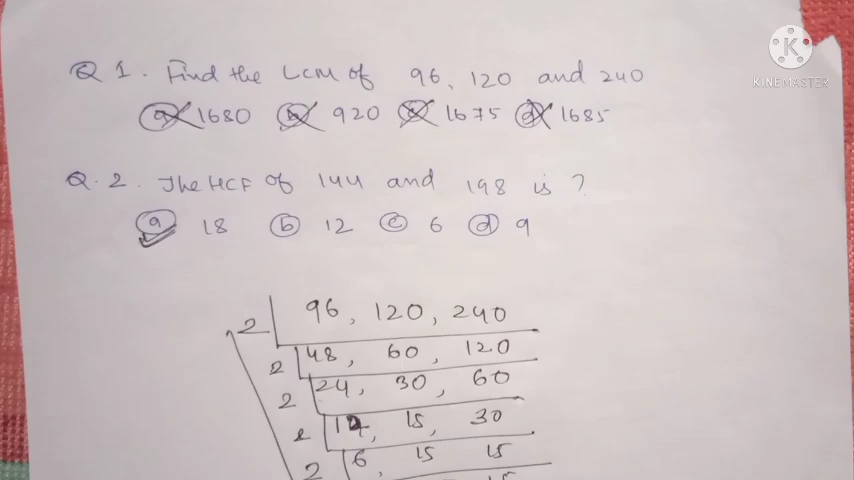 K
KINEMASTER
Q 1. Find the LCM of 96, 120 and 240
a 1680 b 920 c 1675 d 1685
Q. 2. The HCF of 144 and 198 is ?
a 18 b 12 c 6 d 9
2 96, 120, 240
2 48, 60, 120
2 24, 30, 60
2 12, 15, 30
2 6, 15 15
15